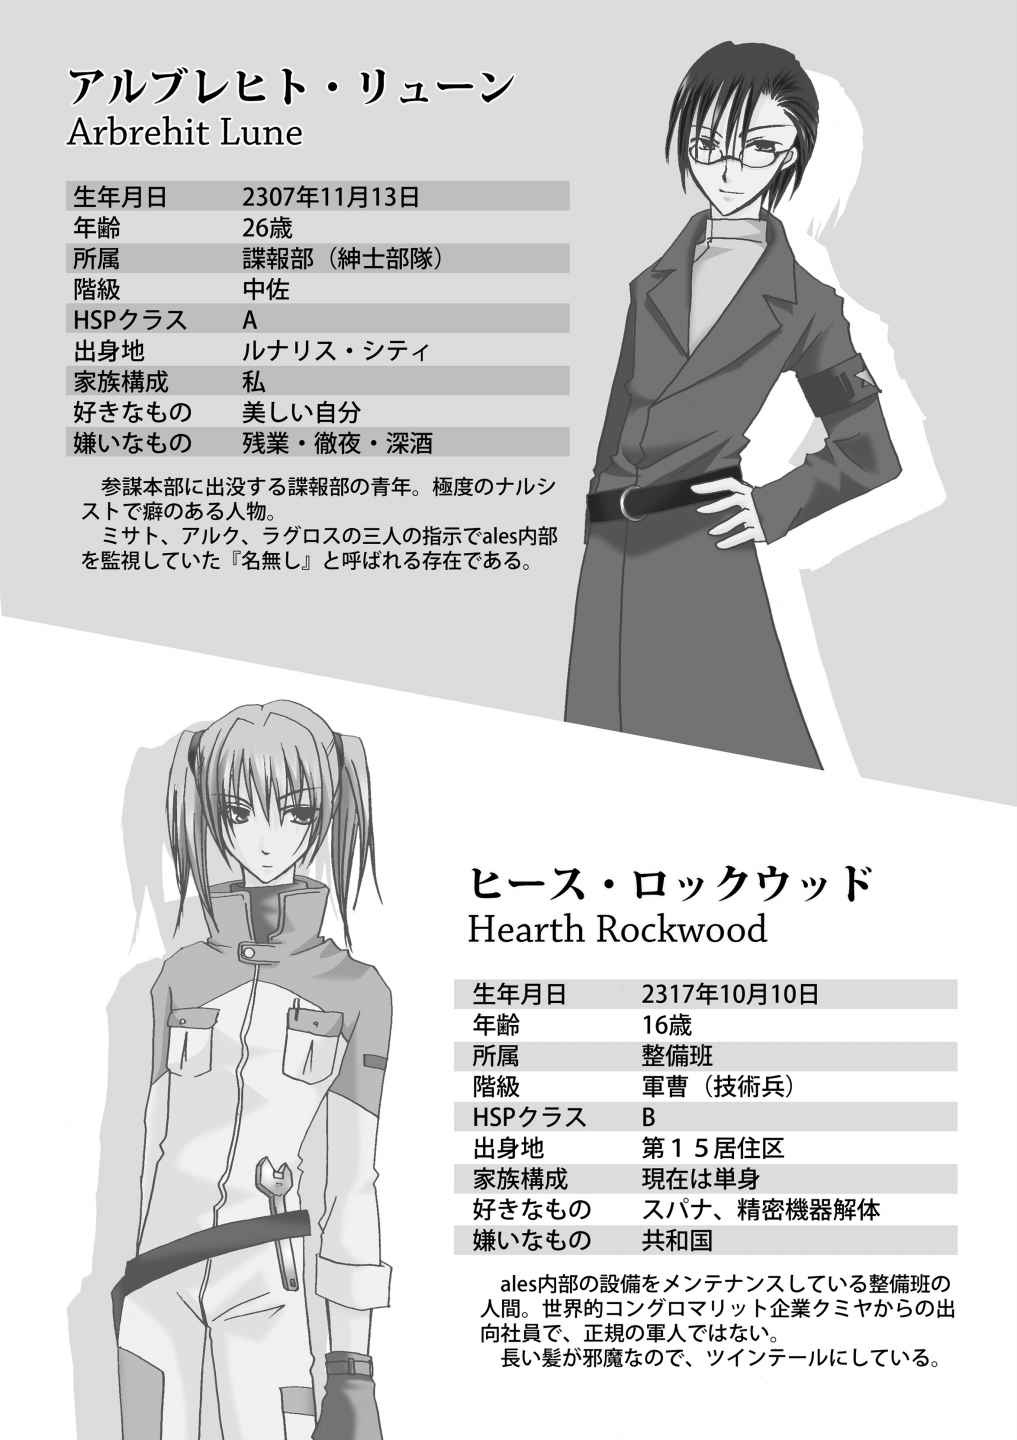 アルブレヒト・リューン
Arbrehit Lune
生年月日 2307年11月13日
年齢 26歳
所属 諜報部（紳士部隊）
階級 中佐
HSPクラス A
出身地 ルナリス・シティ
家族構成 私
好きなもの 美しい自分
嫌いなもの 残業・徹夜・深酒
参謀本部に出没する諜報部の青年。極度のナルシ
ストで癖のある人物。
ミサト、アルク、ラグロスの三人の指示でales内部
を監視していた『名無し』と呼ばれる存在である。
ヒース・ロックウッド
Hearth Rockwood
生年月日 2317年10月10日
年齢 16歳
所属 整備班
階級 軍曹（技術兵）
HSPクラス B
出身地 第１５居住区
家族構成 現在は単身
好きなもの スパナ、精密機器解体
嫌いなもの 共和国
ales内部の設備をメンテナンスしている整備班の
人間。世界的コングロマリット企業クミヤからの出
向社員で、正規の軍人ではない。
長い髪が邪魔なので、ツインテールにしている。